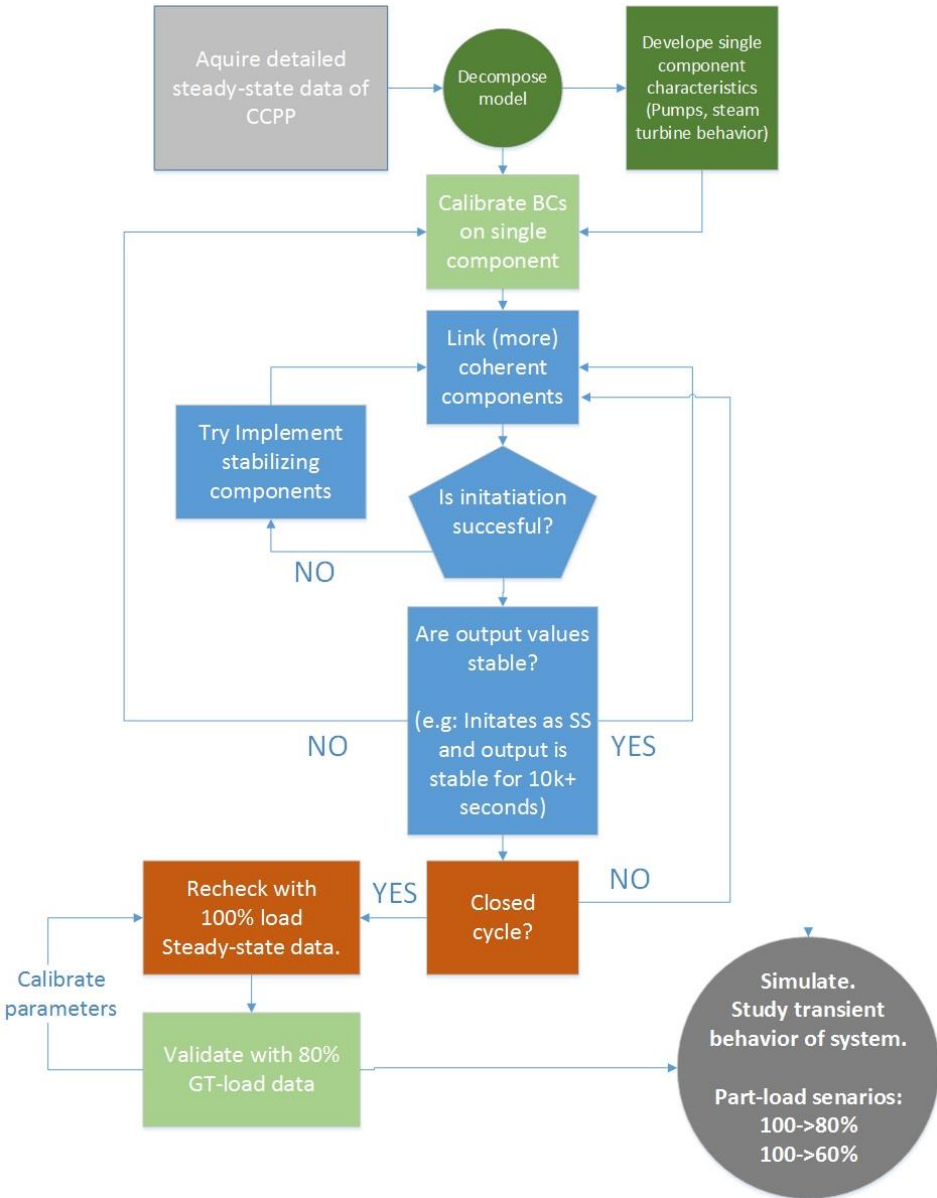 Aquire detailed
steady-state data of
CCPP
Decompose
model
Develope single
component
characteristics
(Pumps, steam
turbine behavior)
Calibrate BCs
on single
component
Link (more)
coherent
components
Try Implement
stabilizing
components
Is initatiation
succesful?
NO
Are output values
stable?
(e.g: Initates as SS
and output is
stable for 10k+
seconds)
NO
YES
Closed
cycle?
YES
NO
Recheck with
100% load
Steady-state data.
Calibrate
parameters
Validate with 80%
GT-load data
Simulate.
Study transient
behavior of system.
Part-load senarios:
100->80%
100->60%